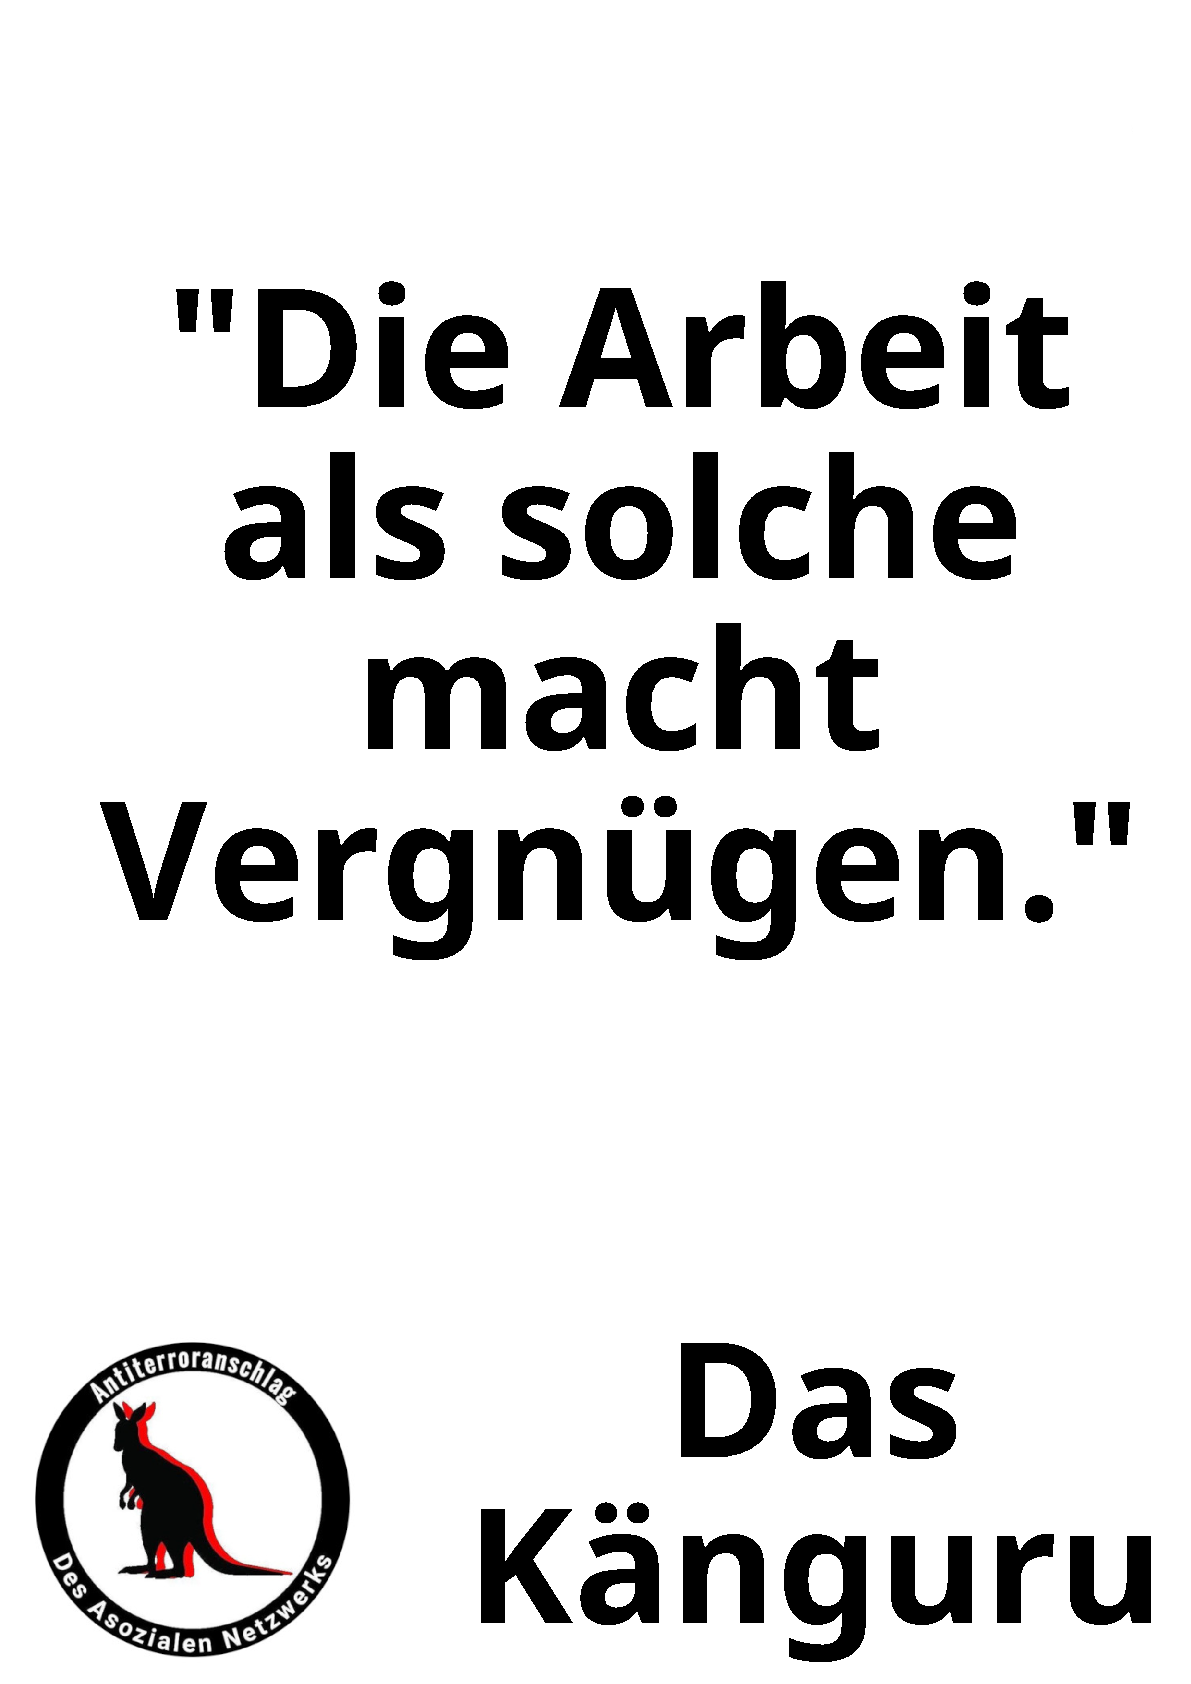 "Die Arbeit
als solche
macht
Vergnügen."
Das
Känguru
Antiterroranschlag
Des Asozialen Netzwerks